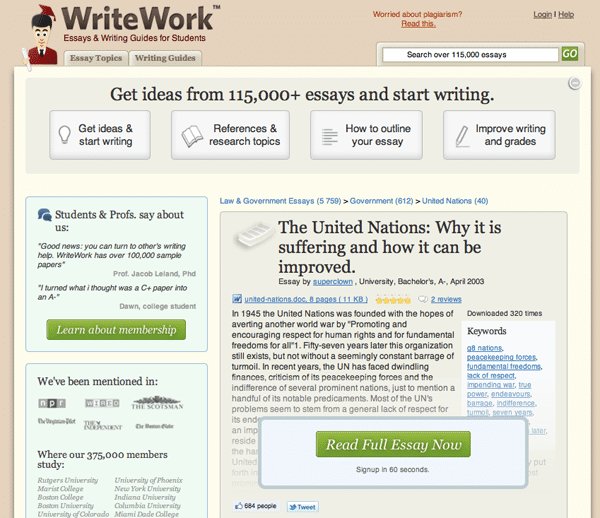 WriteWork™
Essays & Writing Guides for Students
Worried about plagiarism?
Read this.
Login | Help
Essay Topics
Writing Guides
Search over 115,000 essays
GO
Get ideas from 115,000+ essays and start writing.
Get ideas &
start writing
References &
research topics
How to outline
your essay
Improve writing
and grades
Students & Profs. say about
us:
"Good news: you can turn to other's writing
help. WriteWork has over 100,000 sample
papers"
Prof. Jacob Leland, Phd
"I turned what i thought was a C+ paper into
an A-"
Dawn, college student
Learn about membership
We've been mentioned in:
npr
WIRED
THE SCOTSMAN
The Virginian-Pilot
THE INDEPENDENT
The Boston Globe
Where our 375,000 members
study:
Rutgers University
Marist College
Boston College
Boston University
University of Colorado
University of Phoenix
New York University
Indiana University
Columbia University
Miami Dade College
Law & Government Essays (5 759) > Government (612) > United Nations (40)
The United Nations: Why it is
suffering and how it can be
improved.
Essay by superclown , University, Bachelor's, A-, April 2003
united-nations.doc, 8 pages ( 11 KB )
2 reviews
Downloaded 320 times
In 1945 the United Nations was founded with the hopes of
averting another world war by "Promoting and
encouraging respect for human rights and for fundamental
freedoms for all"1. Fifty-seven years later this organization
still exists, but not without a seemingly constant barrage of
turmoil. In recent years, the UN has faced dwindling
finances, criticism of its peacekeeping forces and the
indifference of several prominent nations, just to mention a
handful of its notable predicaments. Most of the UN's
problems seem to stem from a general lack of respect for
its
an
reside
the
United
forth
most
put
Keywords
g8 nations,
peacekeeping forces,
fundamental freedoms,
lack of respect,
impending war, true
power, endeavours,
barrage, indifference,
turmoil, seven years,
later,
Read Full Essay Now
Signup in 60 seconds.
684 people
Tweet